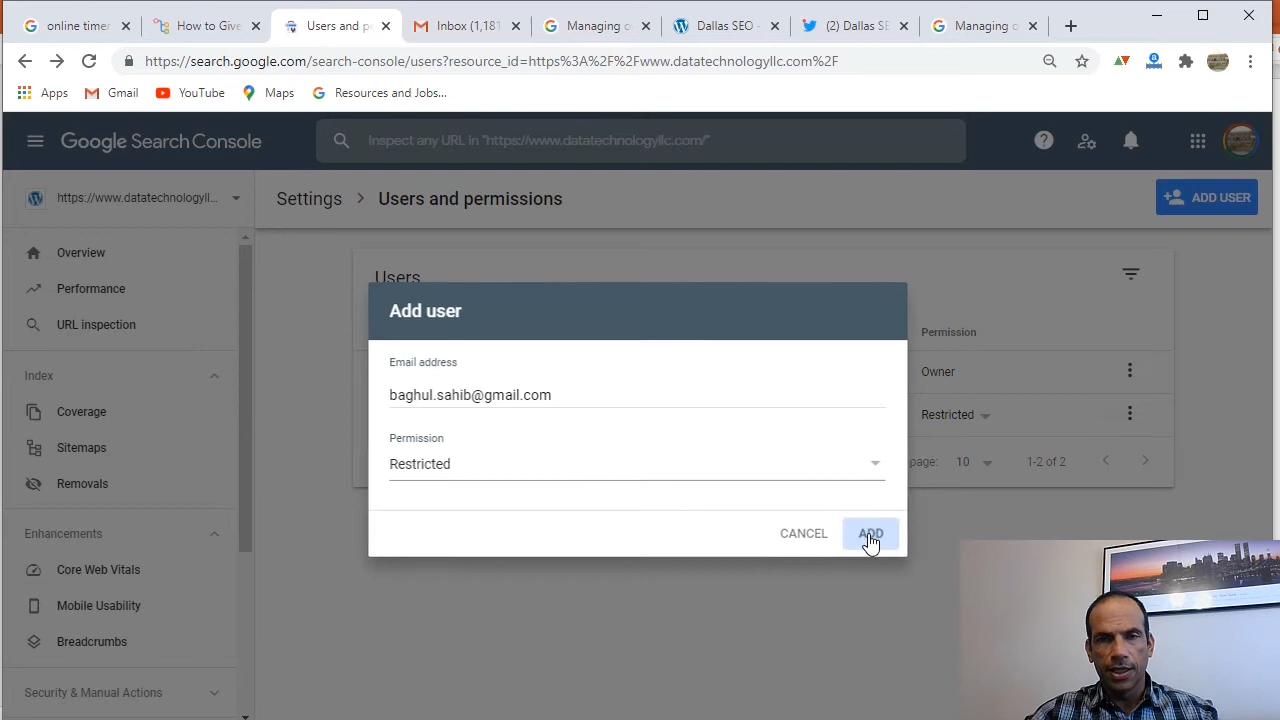 online timer
How to Give
Users and pe
Inbox (1,181
Managing o
Dallas SEO -
(2) Dallas SE
Managing o
https://search.google.com/search-console/users?resource_id=https%3A%2F%2Fwww.datatechnologyllc.com%2F
Apps
Gmail
YouTube
Maps
Resources and Jobs...
Google Search Console
Inspect any URL in "https://www.datatechnologyllc.com/"
https://www.datatechnologyll...
Settings > Users and permissions
ADD USER
Overview
Performance
URL inspection
Index
Coverage
Sitemaps
Removals
Enhancements
Core Web Vitals
Mobile Usability
Breadcrumbs
Security & Manual Actions
Users
Permission
Owner
Restricted
page: 10 1-2 of 2
Add user
Email address
baghul.sahib@gmail.com
Permission
Restricted
CANCEL
ADD